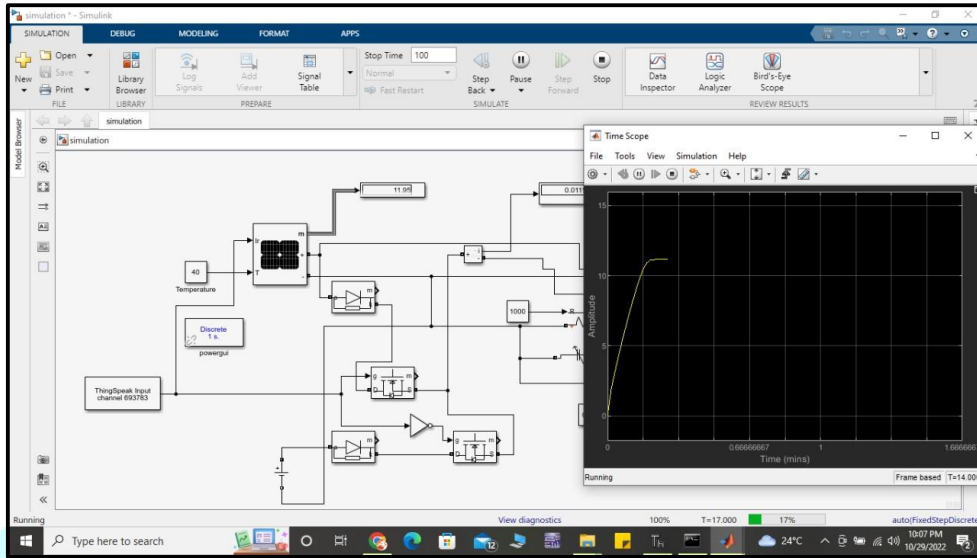 simulation * - Simulink
SIMULATION DEBUG MODELING FORMAT APPS
New
Open
Save
Print
FILE
Library
Browser
LIBRARY
Log
Signals
Add
Viewer
Signal
Table
PREPARE
Stop Time 100
Normal
Fast Restart
Step
Back
Pause
Step
Forward
Stop
SIMULATE
Data
Inspector
Logic
Analyzer
Bird's-Eye
Scope
REVIEW RESULTS
Model Browser
simulation
simulation
11.95
Ir
T
m
+
-
40
Temperature
Discrete
1 s.
powergui
ThingSpeak Input
channel 693783
m
g
m
D
S
m
g
m
D
S
+
-
i
1000
R
Time Scope
File Tools View Simulation Help
15
10
5
0
Amplitude
0
0.66666667
1
Time (mins)
Running
Frame based
Running
View diagnostics
100%
T=17.000
17%
Type here to search
12
24°C
10:07 PM
10/29/2022
2